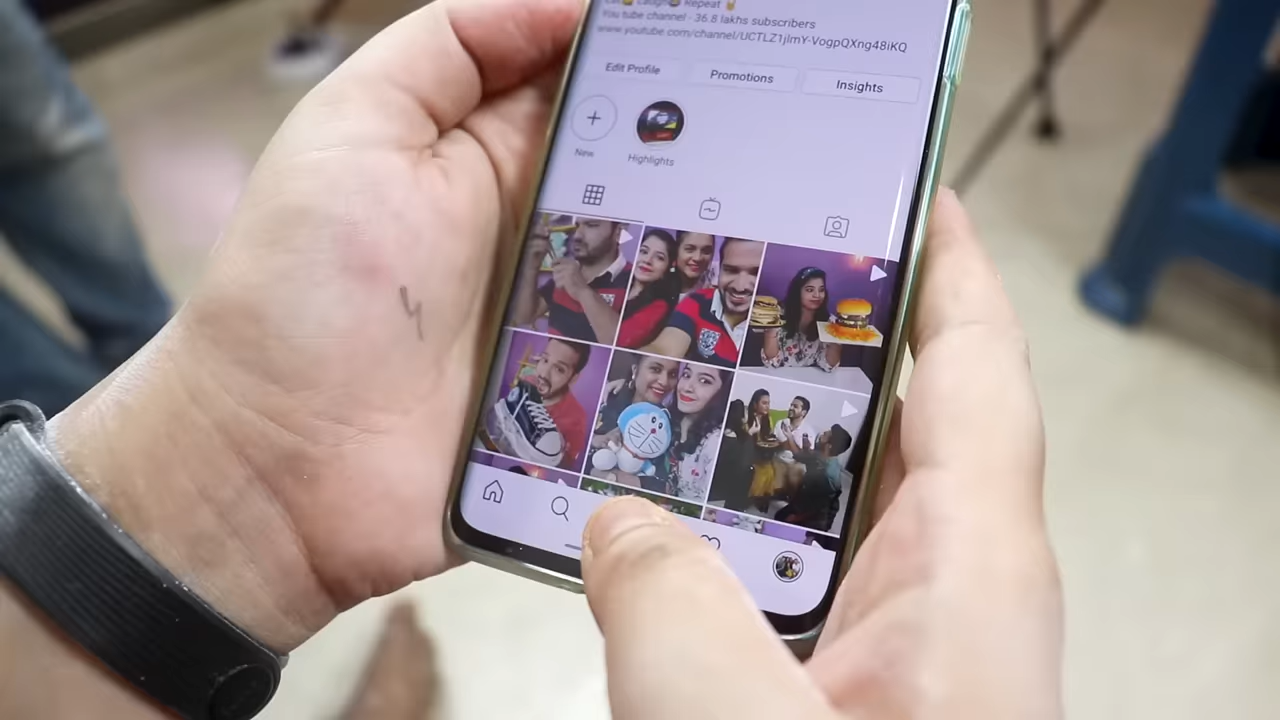 Laugh Repeat
You tube channel - 36.8 lakhs subscribers
www.youtube.com/channel/UCTLZ1jlmY-VogpQXng48iKQ
Edit Profile Promotions Insights
New Highlights